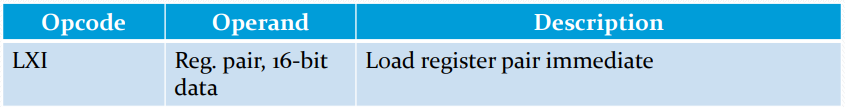 Opcode Operand Description
LXI Reg. pair, 16-bit Load register pair immediate
data